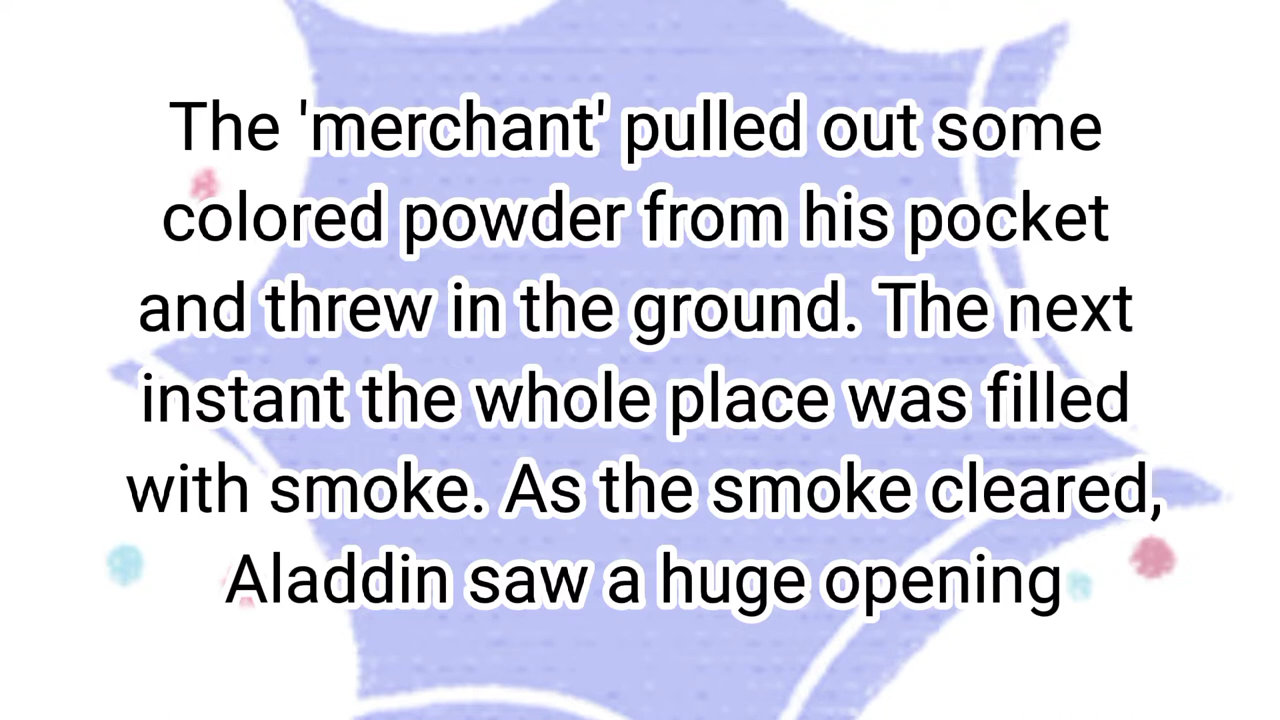 The 'merchant' pulled out some
colored powder from his pocket
and threw in the ground. The next
instant the whole place was filled
with smoke. As the smoke cleared,
Aladdin saw a huge opening